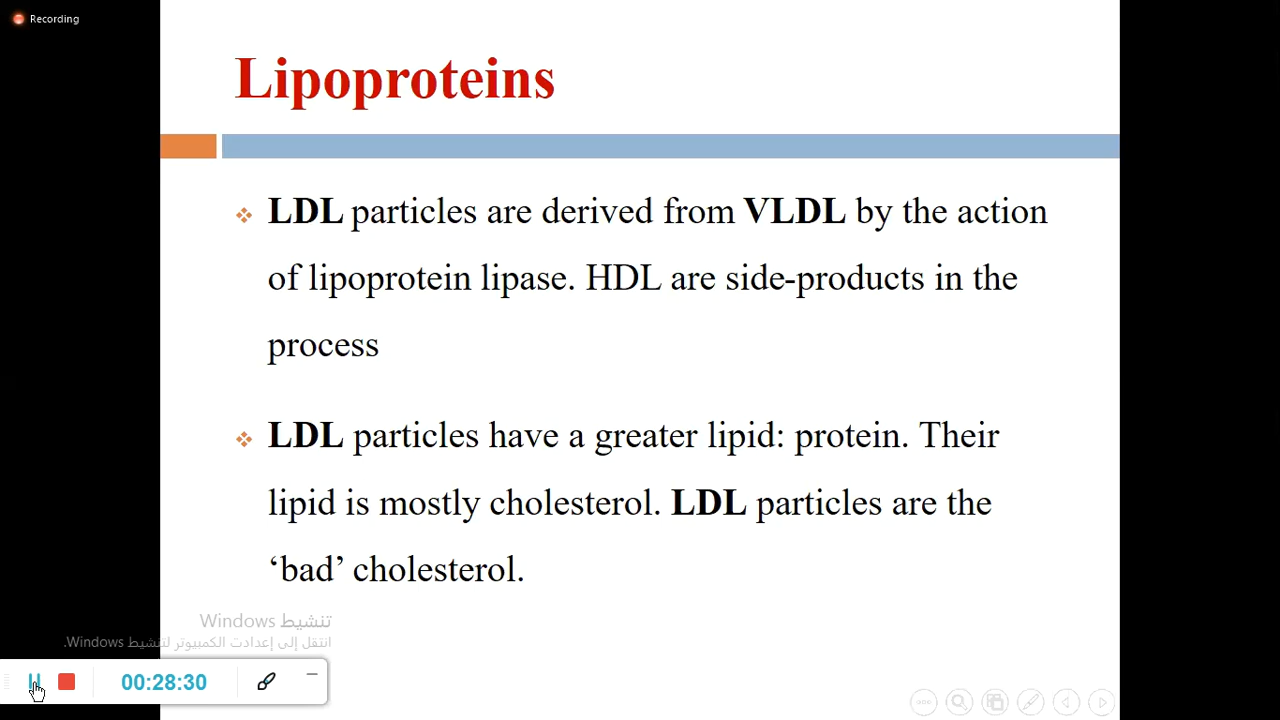 Recording
Lipoproteins
LDL particles are derived from VLDL by the action
of lipoprotein lipase. HDL are side-products in the
process
LDL particles have a greater lipid: protein. Their
lipid is mostly cholesterol. LDL particles are the
‘bad’ cholesterol.
تنشيط Windows
انتقل إلى إعدادت الكمبيوتر لتنشيط Windows.
00:28:30